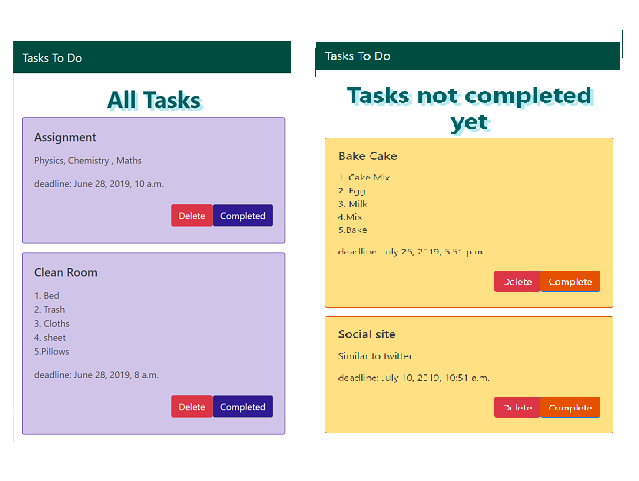 Tasks To Do
All Tasks
Assignment
Physics, Chemistry , Maths
deadline: June 28, 2019, 10 a.m.
Delete Completed
Clean Room
1. Bed
2. Trash
3. Cloths
4. sheet
5.Pillows
deadline: June 28, 2019, 8 a.m.
Delete Completed
Tasks To Do
Tasks not completed
yet
Bake Cake
1. Cake Mix
2. Egg
3. Milk
4.Mix
5.Bake
deadline: July 25, 2019, 5:51 p.m.
Delete Complete
Social site
Similar to twitter
deadline: July 10, 2019, 10:51 a.m.
Delete Complete